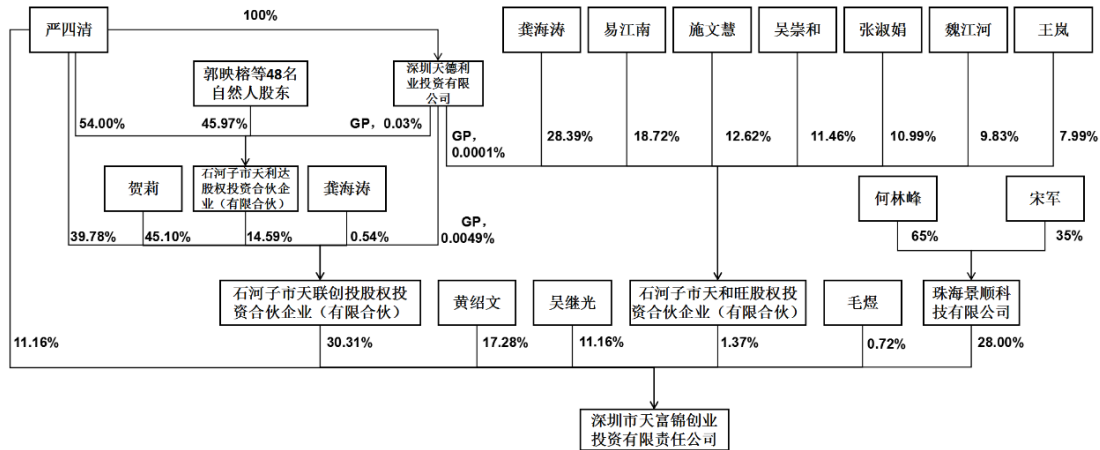 100%
严四清
龚海涛
易江南
施文慧
吴崇和
张淑娟
魏江河
王岚
郭映榕等48名
自然人股东
深圳天德利
业投资有限
公司
54.00%
45.97%
GP，0.03%
GP，
0.0001%
28.39%
18.72%
12.62%
11.46%
10.99%
9.83%
7.99%
贺莉
石河子市天利达
股权投资合伙企
业（有限合伙）
龚海涛
何林峰
宋军
GP，
0.0049%
39.78%
45.10%
14.59%
0.54%
65%
35%
石河子市天联创投股权投
资合伙企业（有限合伙）
黄绍文
吴继光
石河子市天和旺股权投
资合伙企业（有限合伙）
毛煜
珠海景顺科
技有限公司
11.16%
30.31%
17.28%
11.16%
1.37%
0.72%
28.00%
深圳市天富锦创业
投资有限责任公司